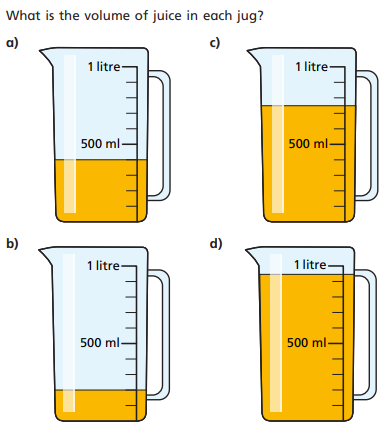 What is the volume of juice in each jug?
a)
1 litre
500 ml
c)
1 litre
500 ml
b)
1 litre
500 ml
d)
1 litre
500 ml